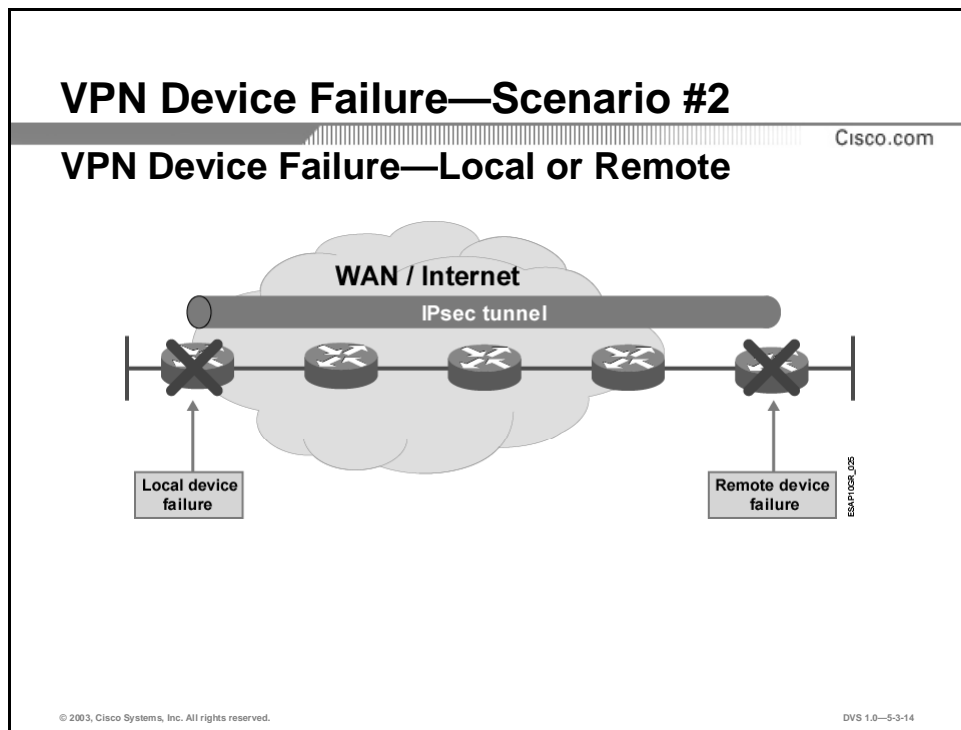 VPN Device Failure—Scenario #2
Cisco.com
VPN Device Failure—Local or Remote
WAN / Internet
IPsec tunnel
Local device
failure
Remote device
failure
ESAP10GR_025
© 2003, Cisco Systems, Inc. All rights reserved.
DVS 1.0—5-3-14